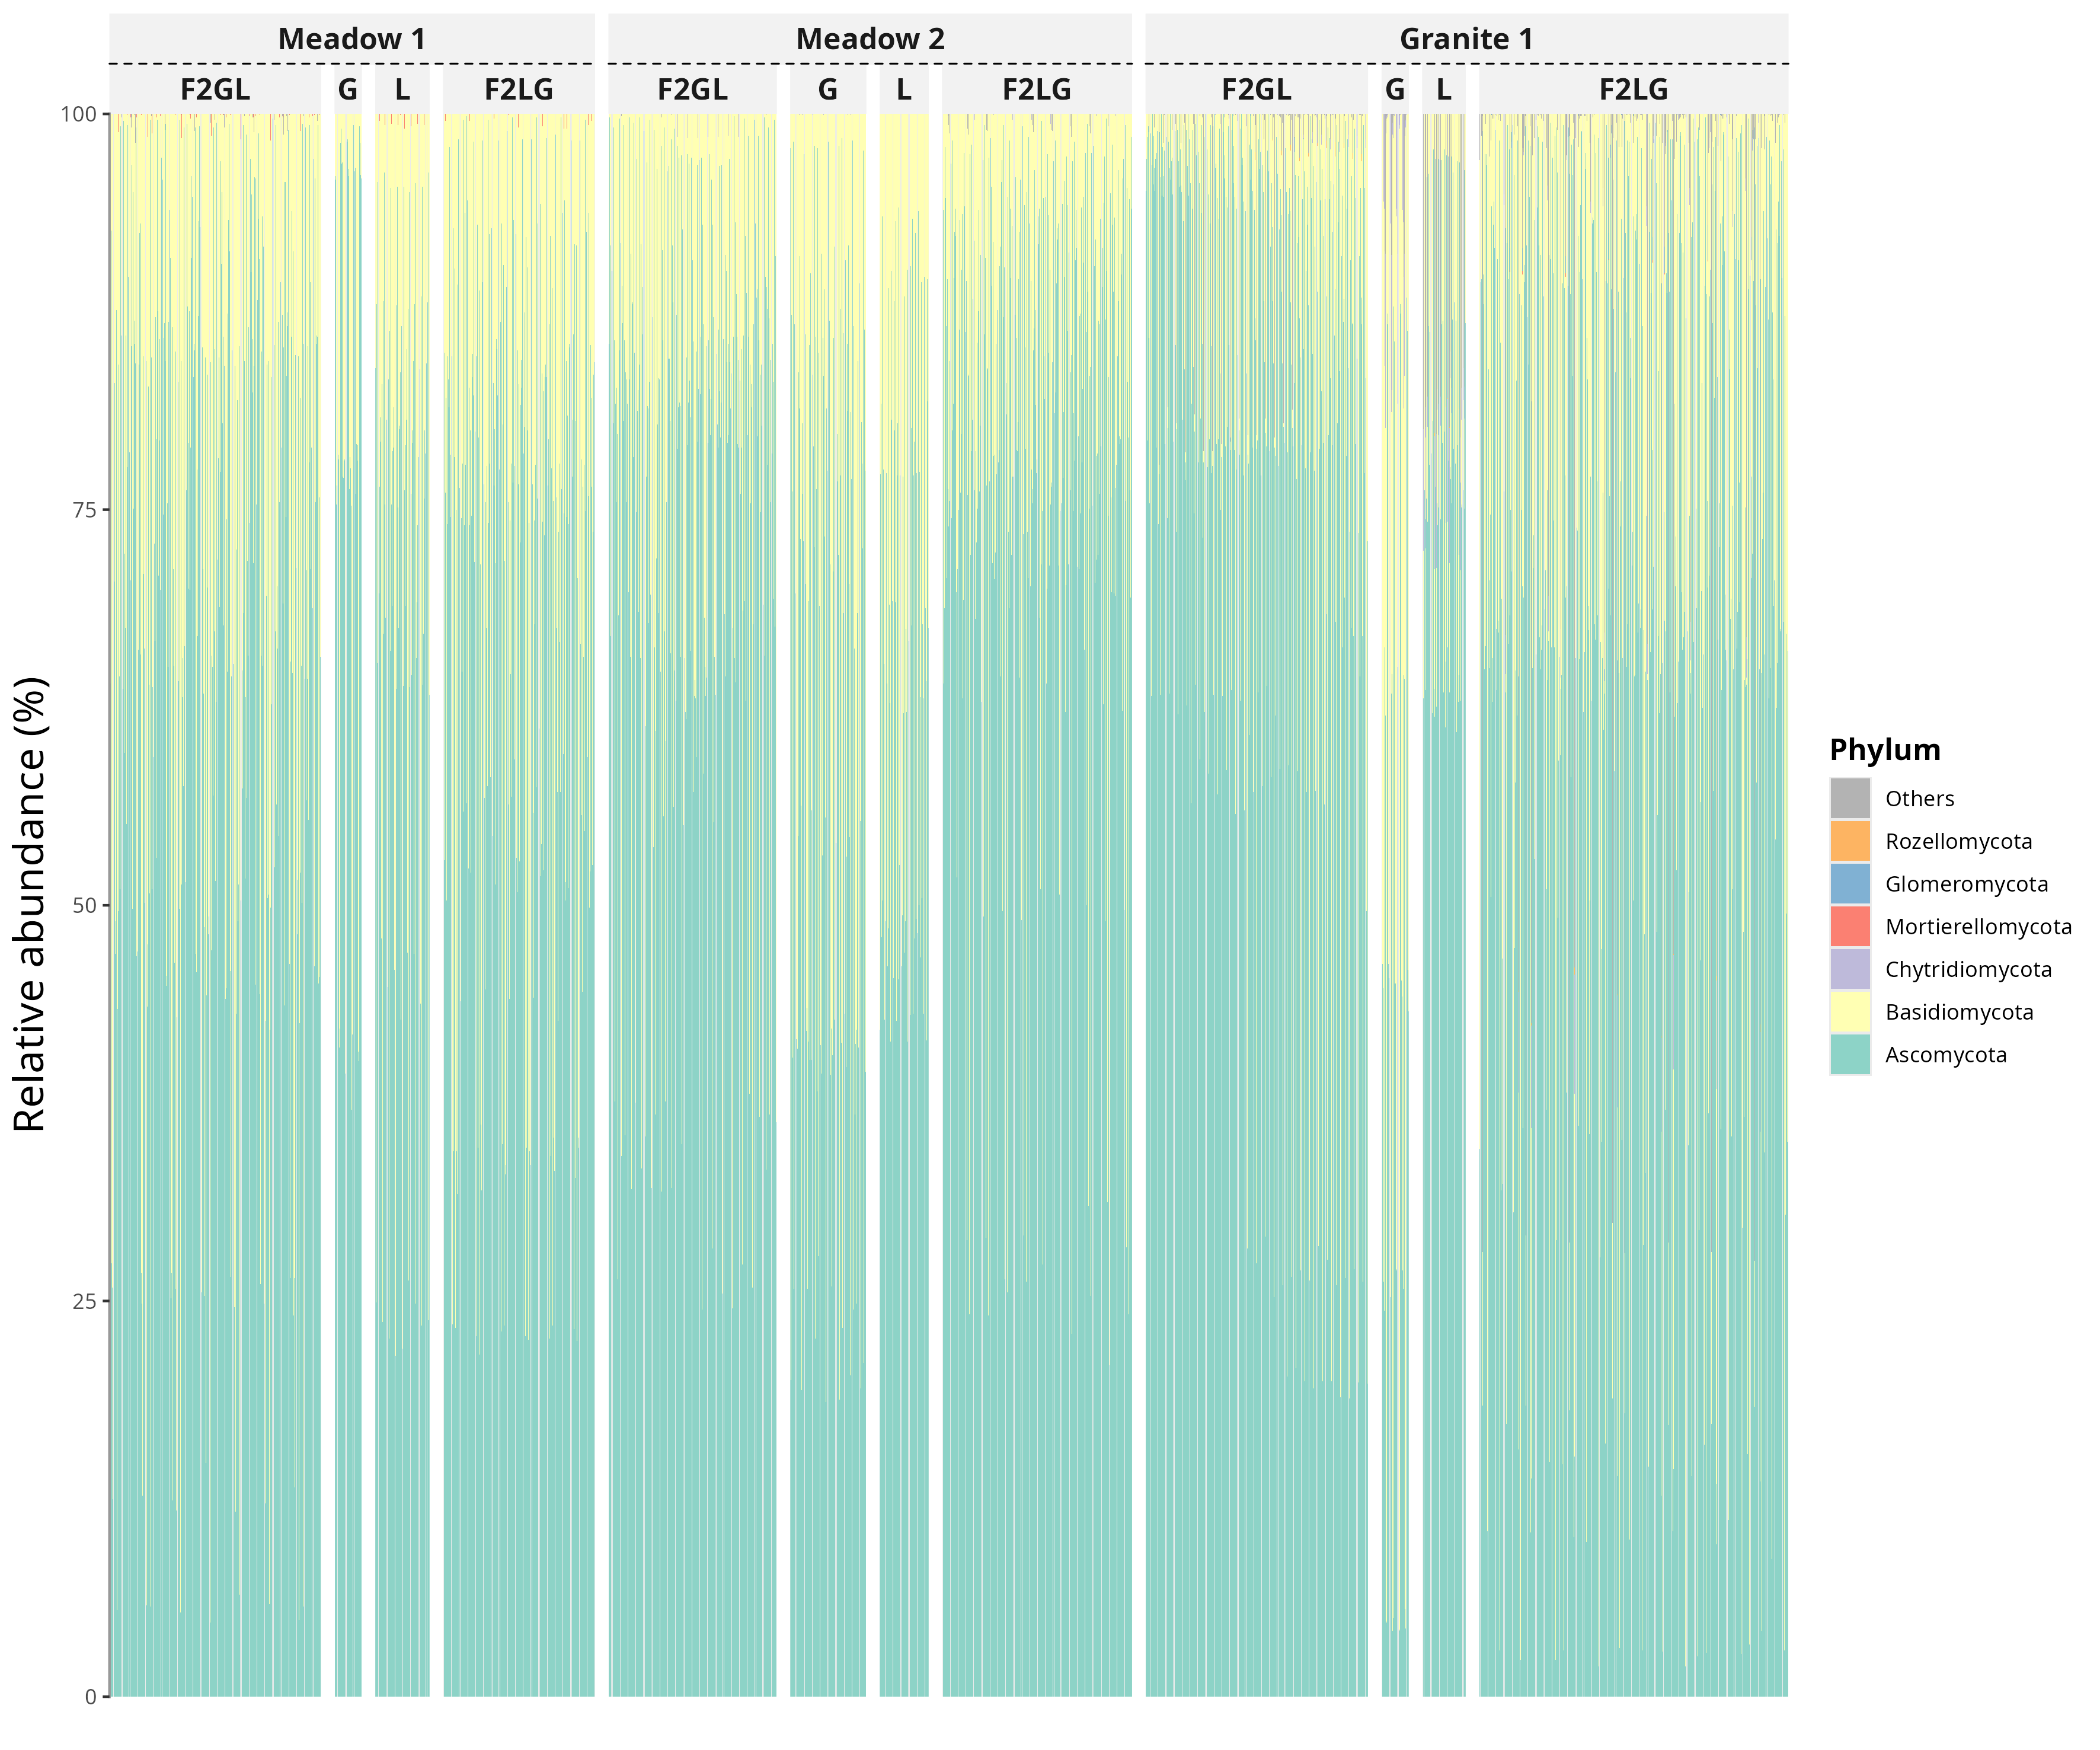 Meadow 1 Meadow 2 Granite 1
F2GL G L F2LG F2GL G L F2LG F2GL G L F2LG
100
75
50
25
0
Relative abundance (%)
Phylum
Others
Rozellomycota
Glomeromycota
Mortierellomycota
Chytridiomycota
Basidiomycota
Ascomycota